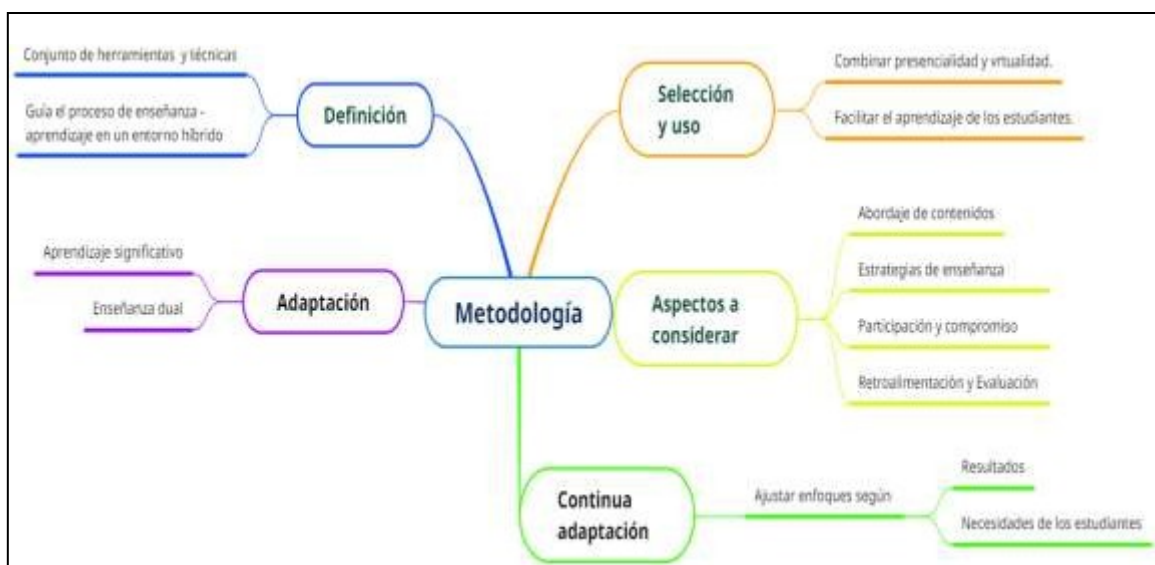 Conjunto de herramientas y técnicas
Guía el proceso de enseñanza -
aprendizaje en un entorno híbrido
Definición
Selección
y uso
Combinar presencialidad y vrtualidad.
Facilitar el aprendizaje de los estudiantes.
Aprendizaje significativo
Enseñanza dual
Adaptación
Metodología
Aspectos a
considerar
Abordaje de contenidos
Estrategias de enseñanza
Participación y compromiso
Retroalimentación y Evaluación
Continua
adaptación
Ajustar enfoques según
Resultados
Necesidades de los estudiantes